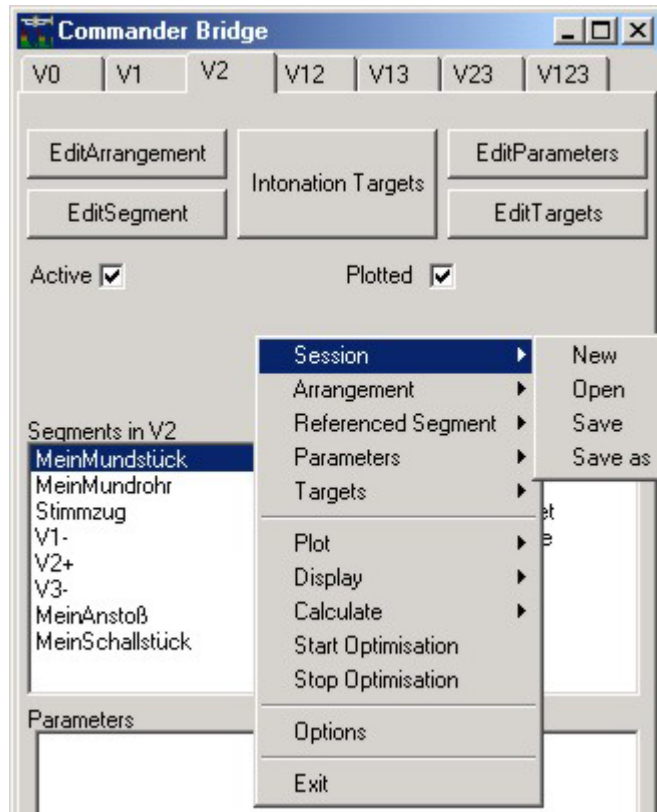 Commander Bridge
V0 V1 V2 V12 V13 V23 V123
EditArrangement
Intonation Targets
EditParameters
EditSegment
EditTargets
Active
Plotted
Session
Arrangement
Referenced Segment
Parameters
Targets
Plot
Display
Calculate
Start Optimisation
Stop Optimisation
Options
Exit
New
Open
Save
Save as
Segments in V2
MeinMundstück
MeinMundrohr
Stimmzug
V1-
V2+
V3-
MeinAnstoß
MeinSchallstück
Parameters